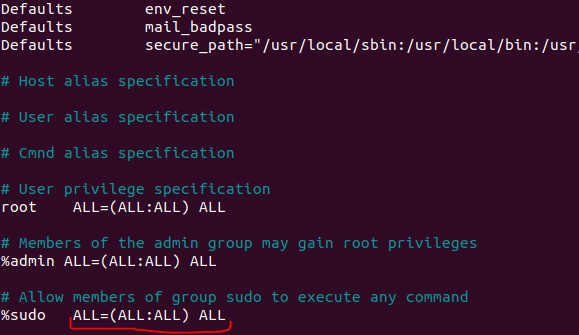 Defaults        env_reset
Defaults        mail_badpass
Defaults        secure_path="/usr/local/sbin:/usr/local/bin:/usr/
# Host alias specification
# User alias specification
# Cmnd alias specification
# User privilege specification
root    ALL=(ALL:ALL) ALL
# Members of the admin group may gain root privileges
%admin ALL=(ALL:ALL) ALL
# Allow members of group sudo to execute any command
%sudo   ALL=(ALL:ALL) ALL